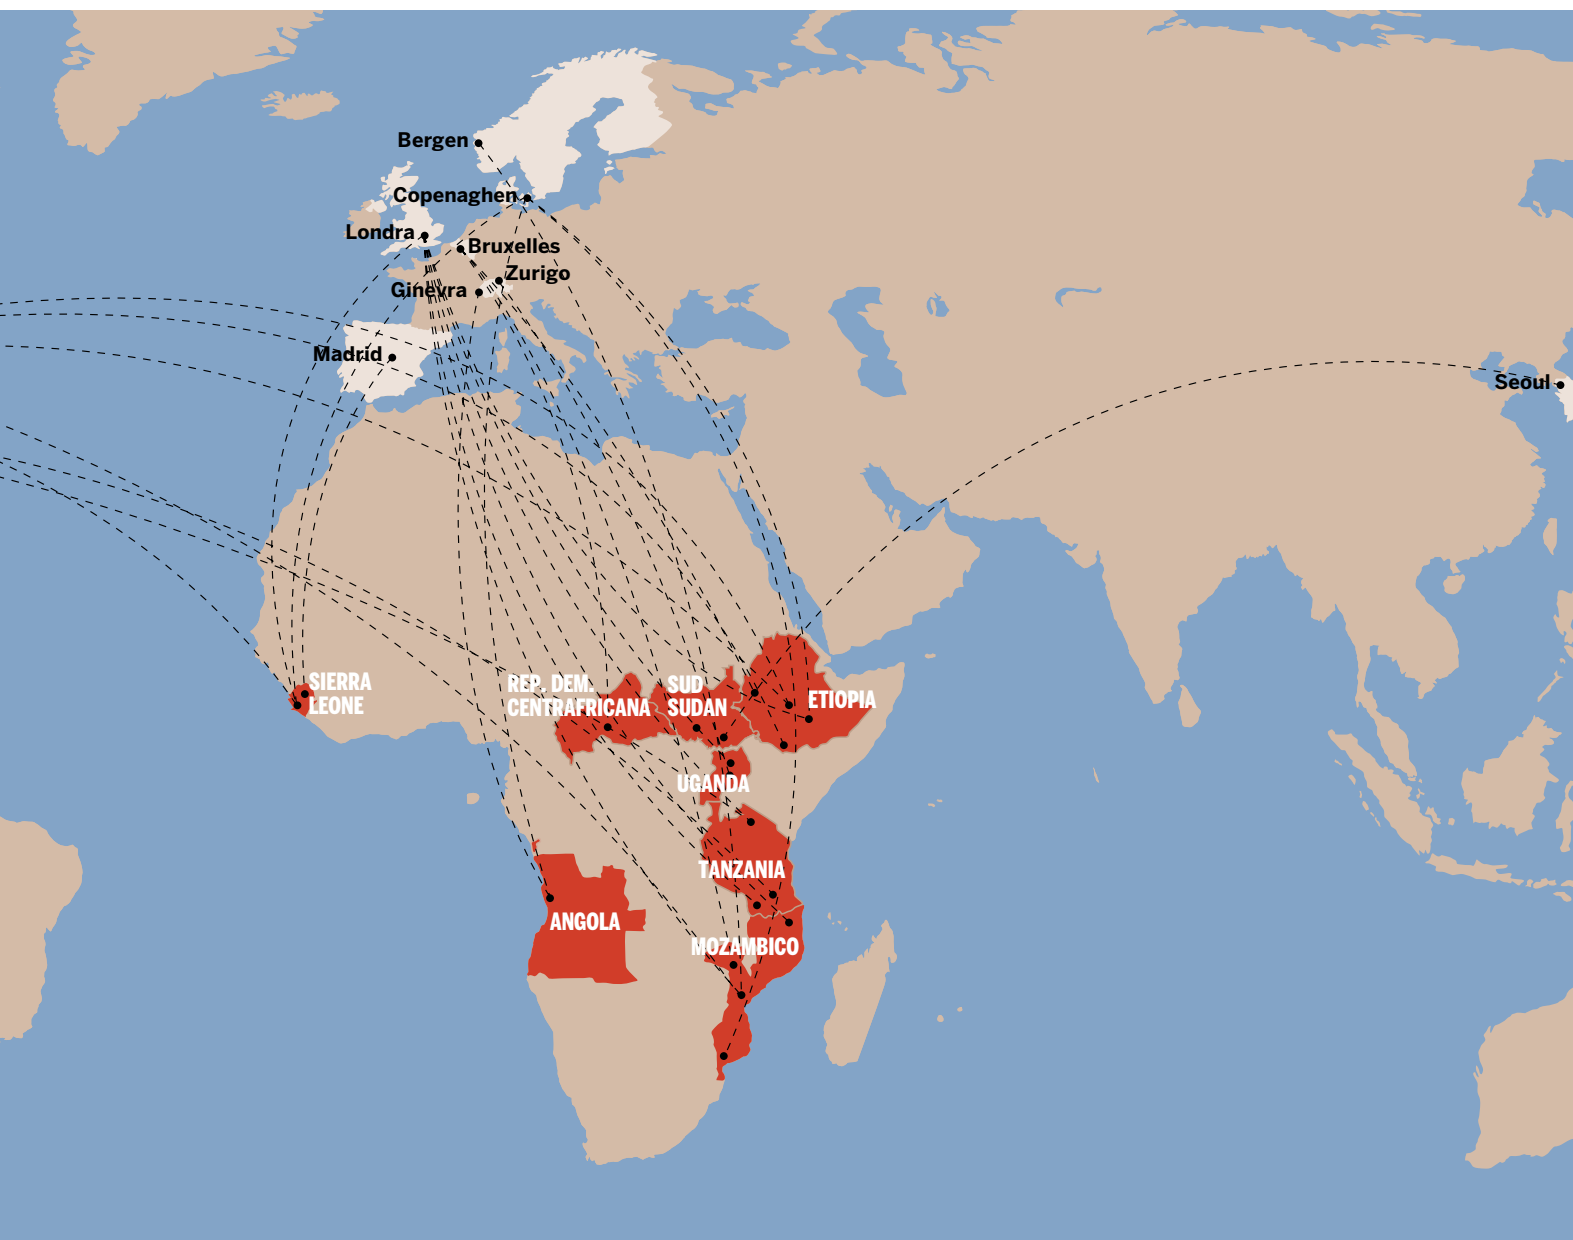 Bergen
Copenaghen
Londra
Bruxelles
Zurigo
Ginevra
Madrid
Seoul
SIERRA
LEONE
REP. DEM.
CENTRAFRICANA
SUD
SUDAN
ETIOPIA
UGANDA
TANZANIA
ANGOLA
MOZAMBICO